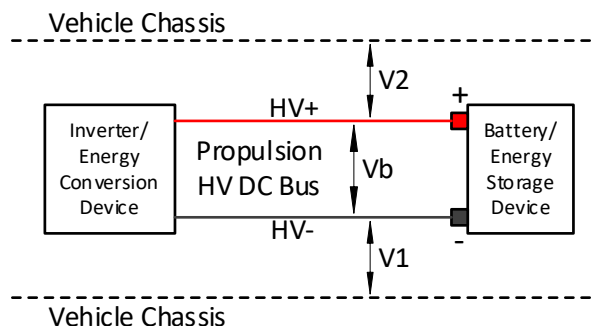 Vehicle Chassis
V2
HV+
+
Inverter/
Energy
Conversion
Device
Propulsion
HV DC Bus
Vb
Battery/
Energy
Storage
Device
HV-
-
V1
Vehicle Chassis